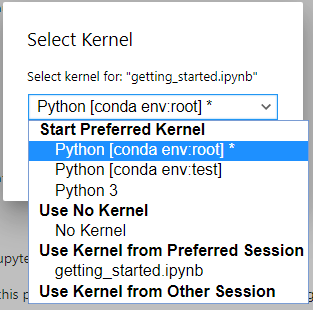 Select Kernel
Select kernel for: "getting_started.ipynb"
Python [conda env:root] *
Start Preferred Kernel
Python [conda env:root] *
Python [conda env:test]
Python 3
Use No Kernel
No Kernel
Use Kernel from Preferred Session
getting_started.ipynb
Use Kernel from Other Session